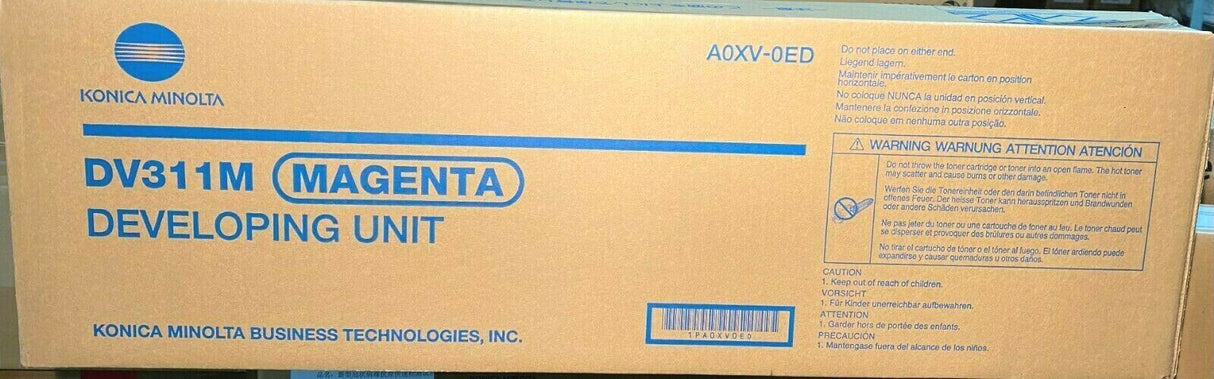 KONICA MINOLTA
A0XV-0ED
Do not place on either end.
Liegend lagern.
Maintenir impérativement le carton en position
horizontale.
No coloque NUNCA la unidad en posición vertical.
Mantenere la confezione in posizione orizzontale.
Não coloque em nenhuma outra posição.
DV311M MAGENTA
DEVELOPING UNIT
WARNING WARNUNG ATTENTION ATENCIÓN
Do not throw the toner cartridge or toner into an open flame. The hot toner
may scatter and cause burns or other damage.
Werfen Sie die Tonereinheit oder den darin befindlichen Toner nicht in
offenes Feuer. Der heisse Toner kann herausspritzen und Brandwunden
oder andere Schäden verursachen.
Ne pas jeter du toner ou une cartouche de toner au feu. Le toner chaud peut
se disperser et provoquer des brûlures ou autres dommages.
No tirar el cartucho de tóner o el tóner al fuego. El tóner ardiendo puede
expandirse y causar quemaduras u otros daños.
CAUTION
1. Keep out of reach of children.
VORSICHT
1. Für Kinder unerreichbar aufbewahren.
ATTENTION
1. Garder hors de portée des enfants.
PRECAUCIÓN
1. Mantengase fuera del alcance de los niños.
KONICA MINOLTA BUSINESS TECHNOLOGIES, INC.
1PA0XV0ED